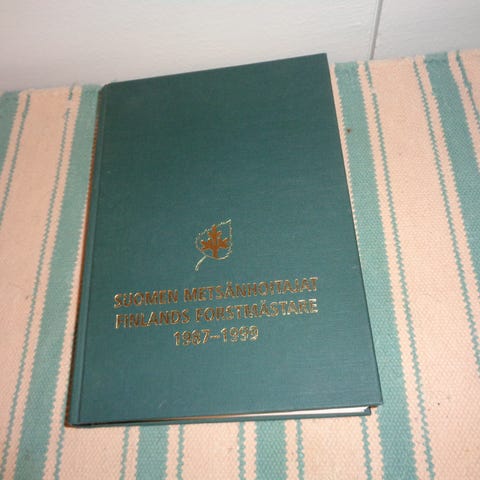 SUOMEN METSÄNHOITAJAT
FINLANDS FORSTMÄSTARE
1987–1999